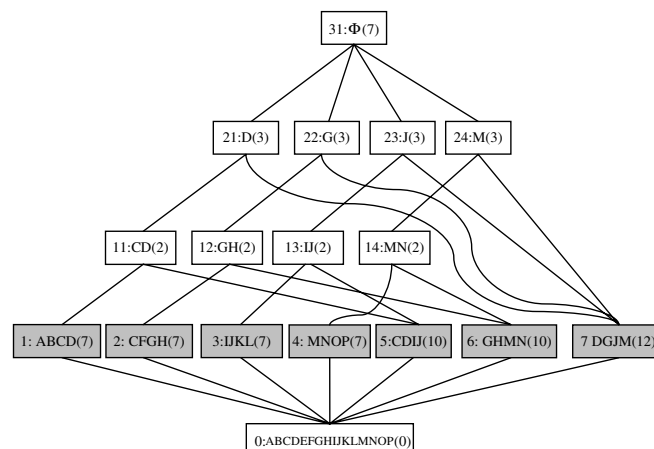 31:Φ(7)
21:D(3) 22:G(3) 23:J(3) 24:M(3)
11:CD(2) 12:GH(2) 13:IJ(2) 14:MN(2)
1: ABCD(7) 2: CFGH(7) 3:IJKL(7) 4: MNOP(7) 5:CDIJ(10) 6: GHMN(10) 7 DGJM(12)
0:ABCDEFGHIJKLMNOP(0)